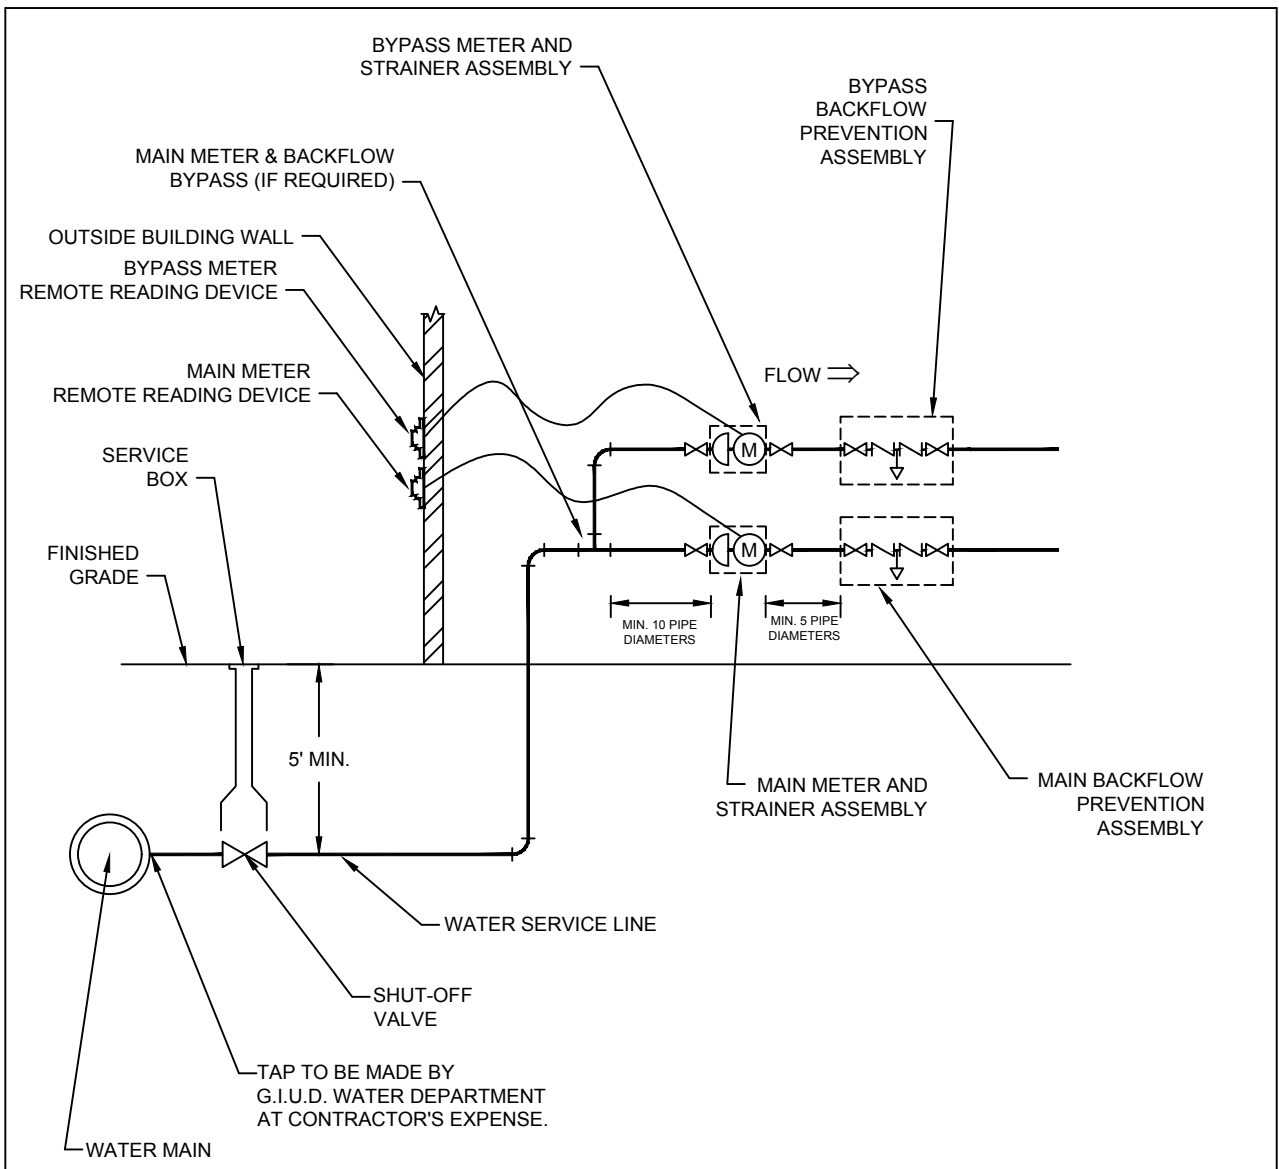 BYPASS METER AND
STRAINER ASSEMBLY
BYPASS
BACKFLOW
PREVENTION
ASSEMBLY
MAIN METER & BACKFLOW
BYPASS (IF REQUIRED)
OUTSIDE BUILDING WALL
BYPASS METER
REMOTE READING DEVICE
MAIN METER
REMOTE READING DEVICE
FLOW
SERVICE
BOX
M
FINISHED
GRADE
M
MIN. 10 PIPE
DIAMETERS
MIN. 5 PIPE
DIAMETERS
5' MIN.
MAIN METER AND
STRAINER ASSEMBLY
MAIN BACKFLOW
PREVENTION
ASSEMBLY
WATER SERVICE LINE
SHUT-OFF
VALVE
TAP TO BE MADE BY
G.I.U.D. WATER DEPARTMENT
AT CONTRACTOR'S EXPENSE.
WATER MAIN